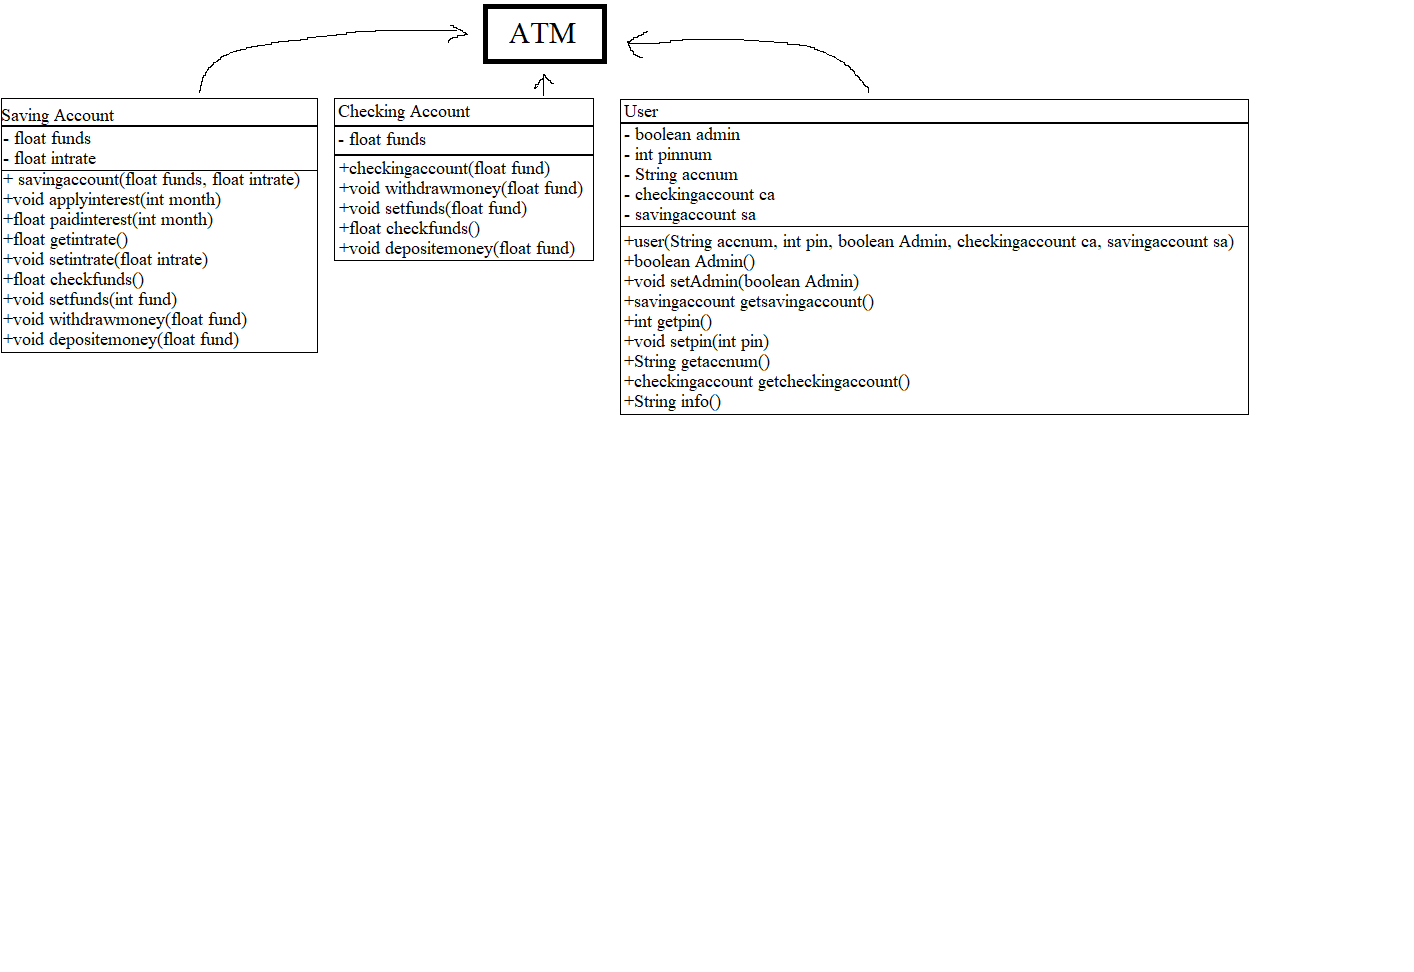 ATM
Saving Account
- float funds
- float intrate
+ savingaccount(float funds, float intrate)
+void applyinterest(int month)
+float paidinterest(int month)
+float getintrate()
+void setintrate(float intrate)
+float checkfunds()
+void setfunds(int fund)
+void withdrawmoney(float fund)
+void depositemoney(float fund)
Checking Account
- float funds
+checkingaccount(float fund)
+void withdrawmoney(float fund)
+void setfunds(float fund)
+float checkfunds()
+void depositemoney(float fund)
User
- boolean admin
- int pinnum
- String accnum
- checkingaccount ca
- savingaccount sa
+user(String accnum, int pin, boolean Admin, checkingaccount ca, savingaccount sa)
+boolean Admin()
+void setAdmin(boolean Admin)
+savingaccount getsavingaccount()
+int getpin()
+void setpin(int pin)
+String getaccnum()
+checkingaccount getcheckingaccount()
+String info()